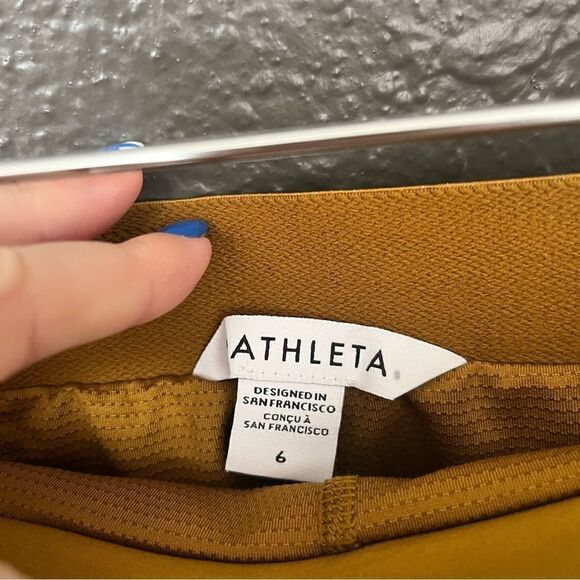 ATHLETA
DESIGNED IN
SAN FRANCISCO
CONÇU À
SAN FRANCISCO
6